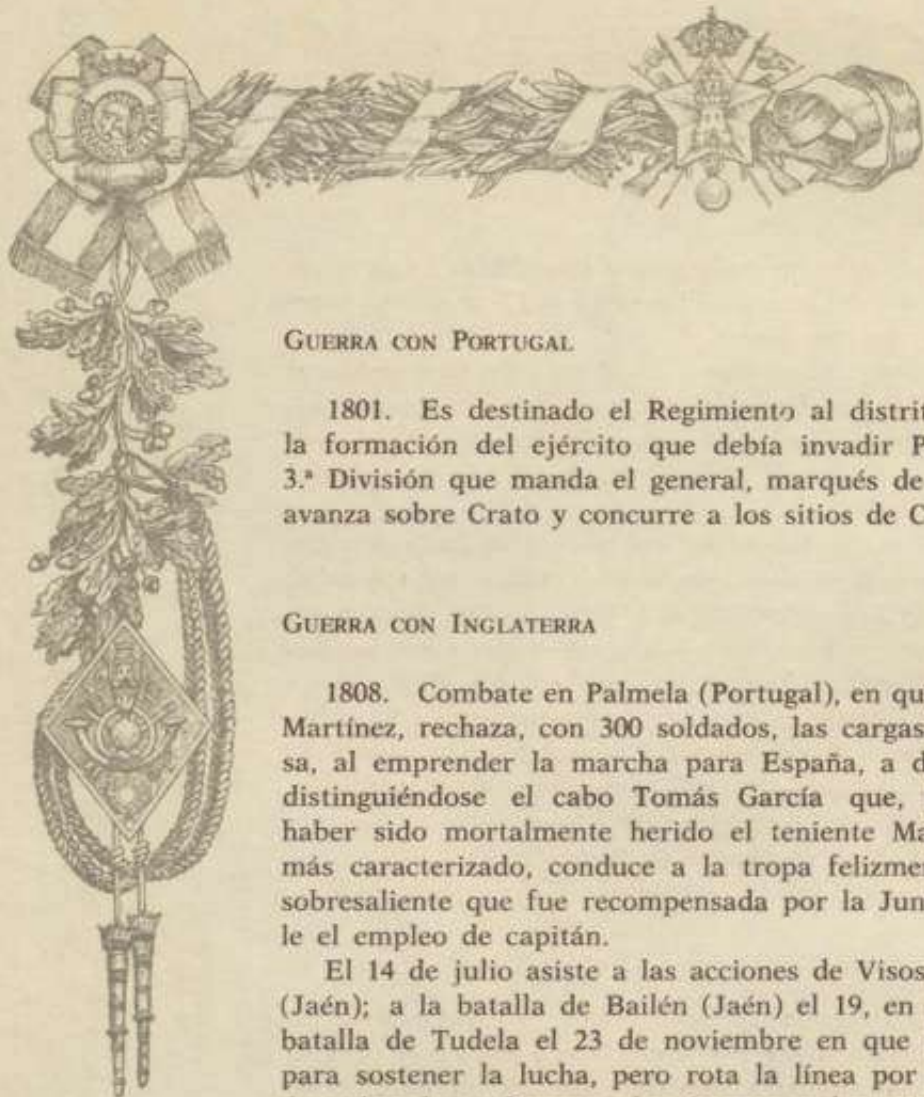 GUERRA CON PORTUGAL
1801. Es destinado el Regimiento al distri
la formación del ejército que debía invadir P
3.ª División que manda el general, marqués de
avanza sobre Crato y concurre a los sitios de C
GUERRA CON INGLATERRA
1808. Combate en Palmela (Portugal), en qu
Martínez, rechaza, con 300 soldados, las cargas
sa, al emprender la marcha para España, a d
distinguiéndose el cabo Tomás García que,
haber sido mortalmente herido el teniente Ma
más caracterizado, conduce a la tropa felizme
sobresaliente que fue recompensada por la Jun
le el empleo de capitán.
El 14 de julio asiste a las acciones de Visos
(Jaén); a la batalla de Bailén (Jaén) el 19, en
batalla de Tudela el 23 de noviembre en que
para sostener la lucha, pero rota la línea por